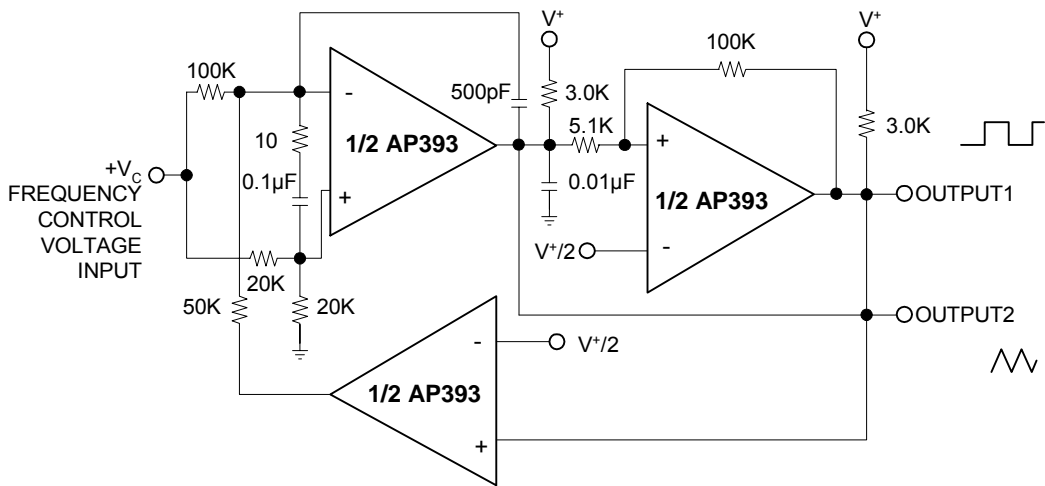 V+
V+
100K
100K
-
500pF
3.0K
3.0K
5.1K
10
1/2 AP393
+
+VC
FREQUENCY
CONTROL
VOLTAGE
INPUT
0.1µF
+
0.01µF
1/2 AP393
OUTPUT1
V+/2
-
20K
50K
20K
OUTPUT2
-
V+/2
1/2 AP393
+